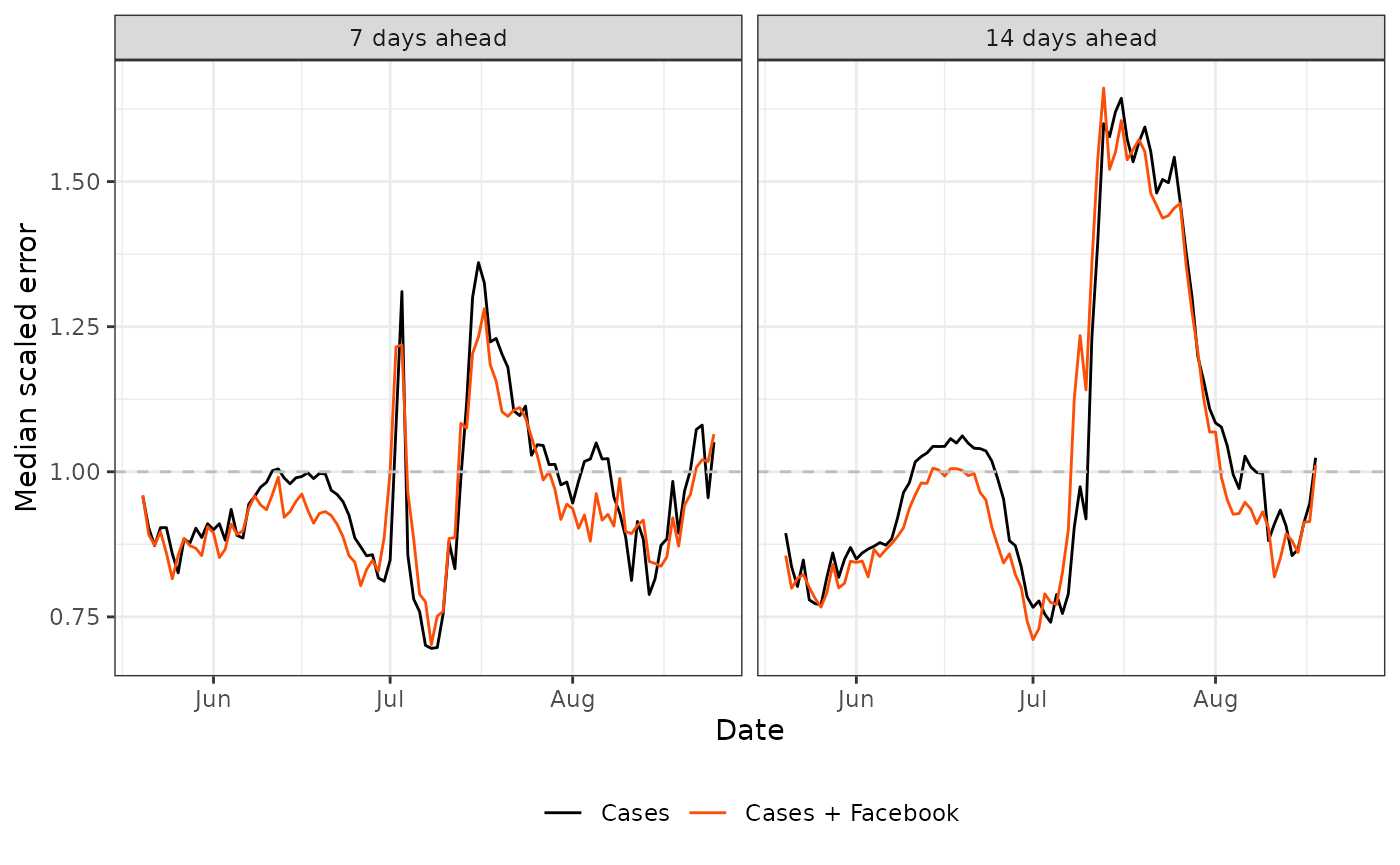 7 days ahead
14 days ahead
Median scaled error
1.50
1.25
1.00
0.75
Jun
Jul
Aug
Jun
Jul
Aug
Date
Cases
Cases + Facebook